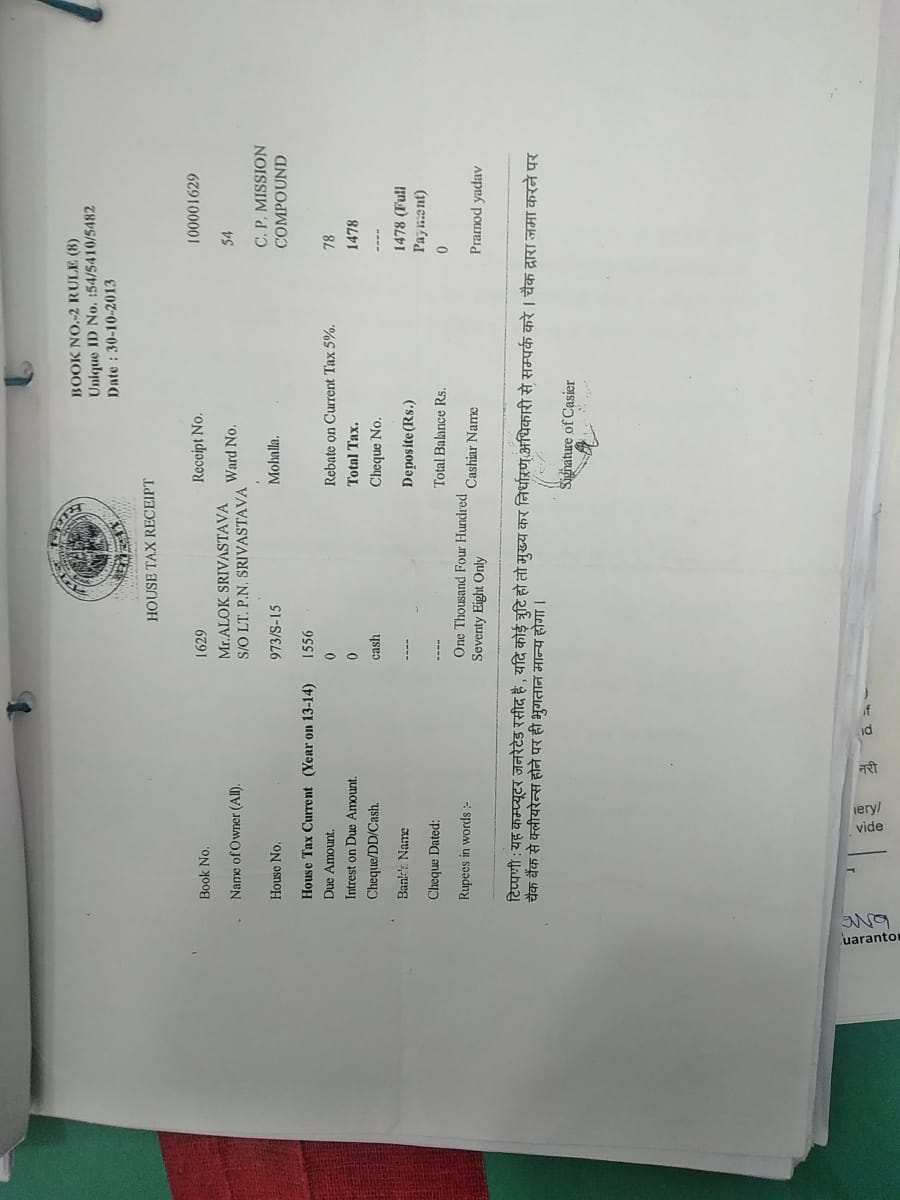 नगर निगम
झाँसी
BOOK NO.-2 RULE (8)
Unique ID No. :54/5410/5482
Date : 30-10-2013
HOUSE TAX RECEIPT
Book No. 1629 Receipt No. 100001629
Name of Owner (All). Mr.ALOK SRIVASTAVA S/O LT. P.N. SRIVASTAVA Ward No. 54
House No. 973/S-15 Mohalla. C. P. MISSION COMPOUND
House Tax Current (Year on 13-14) 1556
Due Amount. 0 Rebate on Current Tax 5%. 78
Intrest on Due Amount. 0 Total Tax. 1478
Cheque/DD/Cash. cash Cheque No. ----
Bank's Name ---- Deposite(Rs.) 1478 (Full Payment)
Cheque Dated: ---- Total Balance Rs. 0
Rupees in words :- One Thousand Four Hundred Seventy Eight Only Cashiar Name Pramod yadav
टिप्पणी : यह कम्प्यूटर जनरेटेड रसीद है , यदि कोई त्रुटि हो तो मुख्य कर निर्धारण अधिकारी से सम्पर्क करे । चैक द्वारा जमा करने पर
चैक बैंक से क्लीयरेन्स होने पर ही भुगतान मान्य होगा ।
Signature of Casier
vide